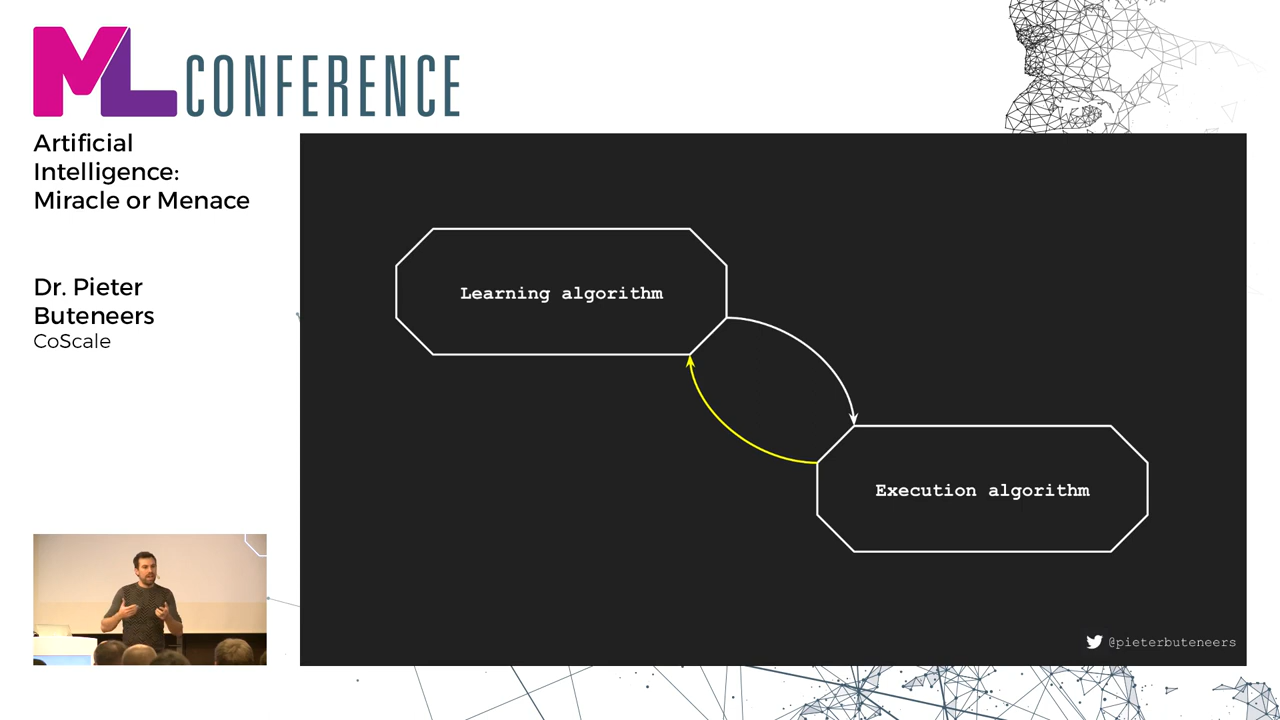 ML CONFERENCE
Artificial
Intelligence:
Miracle or Menace
Dr. Pieter
Buteneers
CoScale
Learning algorithm
Execution algorithm
@pieterbuteneers